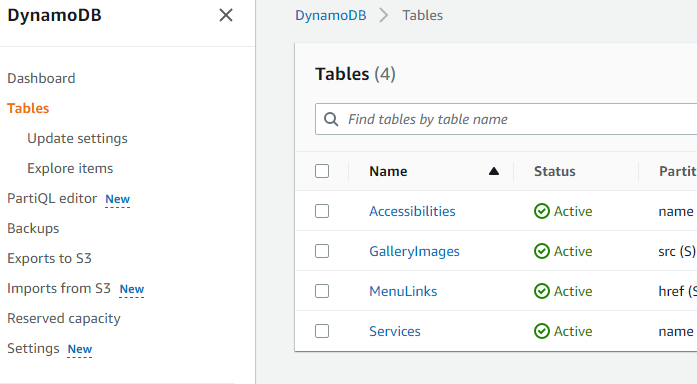 DynamoDB
Dashboard
Tables
Update settings
Explore items
PartiQL editor New
Backups
Exports to S3
Imports from S3 New
Reserved capacity
Settings New
DynamoDB > Tables
Tables (4)
Find tables by table name
Name Status Partit
Accessibilities Active name
GalleryImages Active src (S)
MenuLinks Active href (S
Services Active name